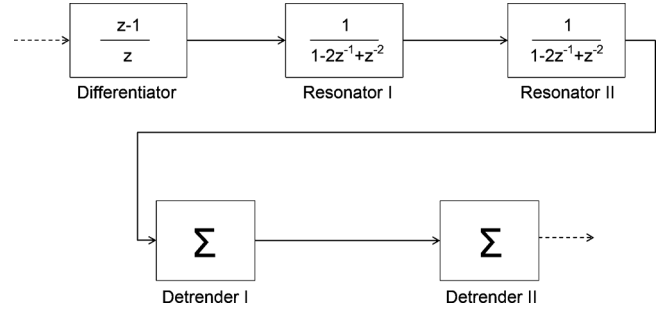 z-1
z
Differentiator
1
1-2z⁻¹+z⁻²
Resonator I
1
1-2z⁻¹+z⁻²
Resonator II
Σ
Detrender I
Σ
Detrender II